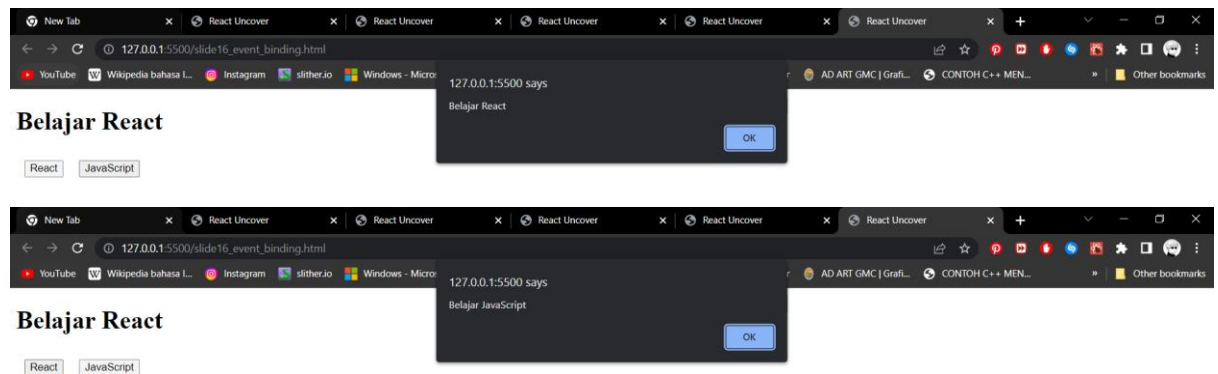 New Tab React Uncover React Uncover React Uncover React Uncover React Uncover
127.0.0.1:5500/slide16_event_binding.html
YouTube Wikipedia bahasa I... Instagram slither.io Windows - Micro: AD ART GMC | Grafi... CONTOH C++ MEN... » Other bookmarks
127.0.0.1:5500 says
Belajar React
OK
Belajar React
React JavaScript
New Tab React Uncover React Uncover React Uncover React Uncover React Uncover
127.0.0.1:5500/slide16_event_binding.html
YouTube Wikipedia bahasa I... Instagram slither.io Windows - Micro: AD ART GMC | Grafi... CONTOH C++ MEN... » Other bookmarks
127.0.0.1:5500 says
Belajar JavaScript
OK
Belajar React
React JavaScript